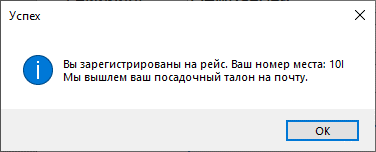 Успех
Вы зарегистрированы на рейс. Ваш номер места: 10I
Мы вышлем ваш посадочный талон на почту.
OK